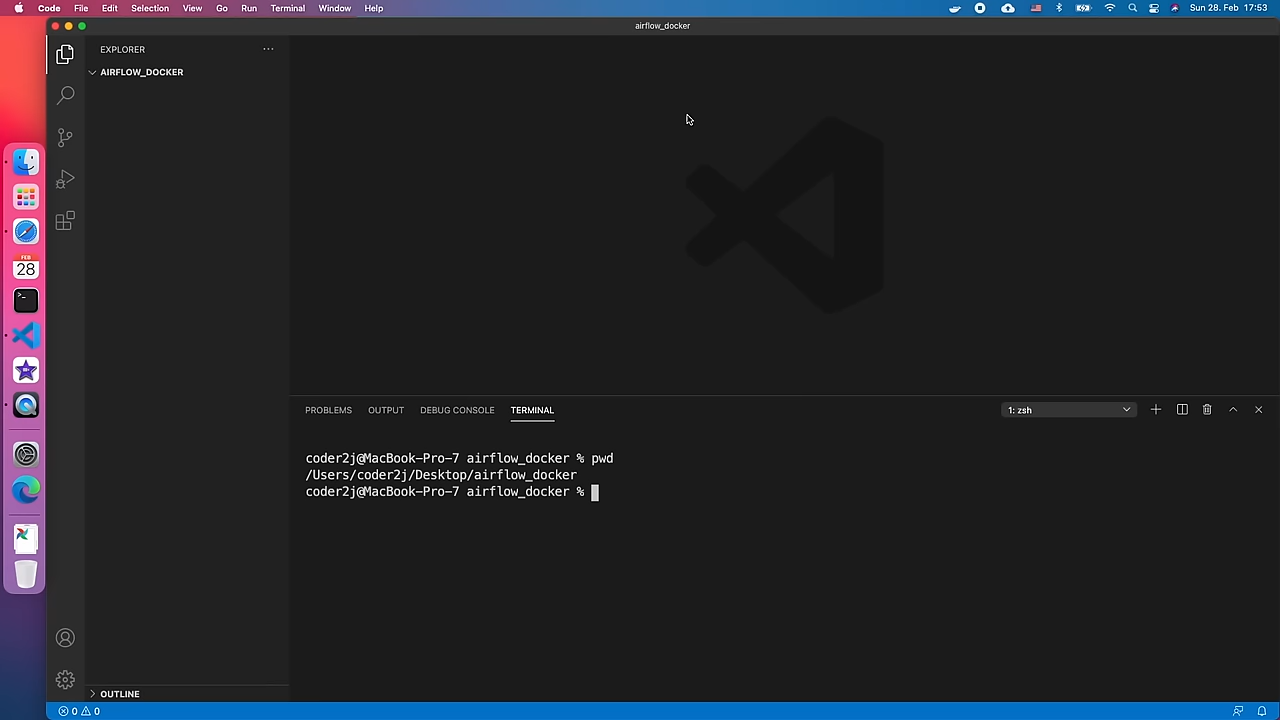 Code File Edit Selection View Go Run Terminal Window Help
Sun 28. Feb 17:53
airflow_docker
EXPLORER
AIRFLOW_DOCKER
FEB
28
PROBLEMS OUTPUT DEBUG CONSOLE TERMINAL
1: zsh
coder2j@MacBook-Pro-7 airflow_docker % pwd
/Users/coder2j/Desktop/airflow_docker
coder2j@MacBook-Pro-7 airflow_docker %
OUTLINE
0 0